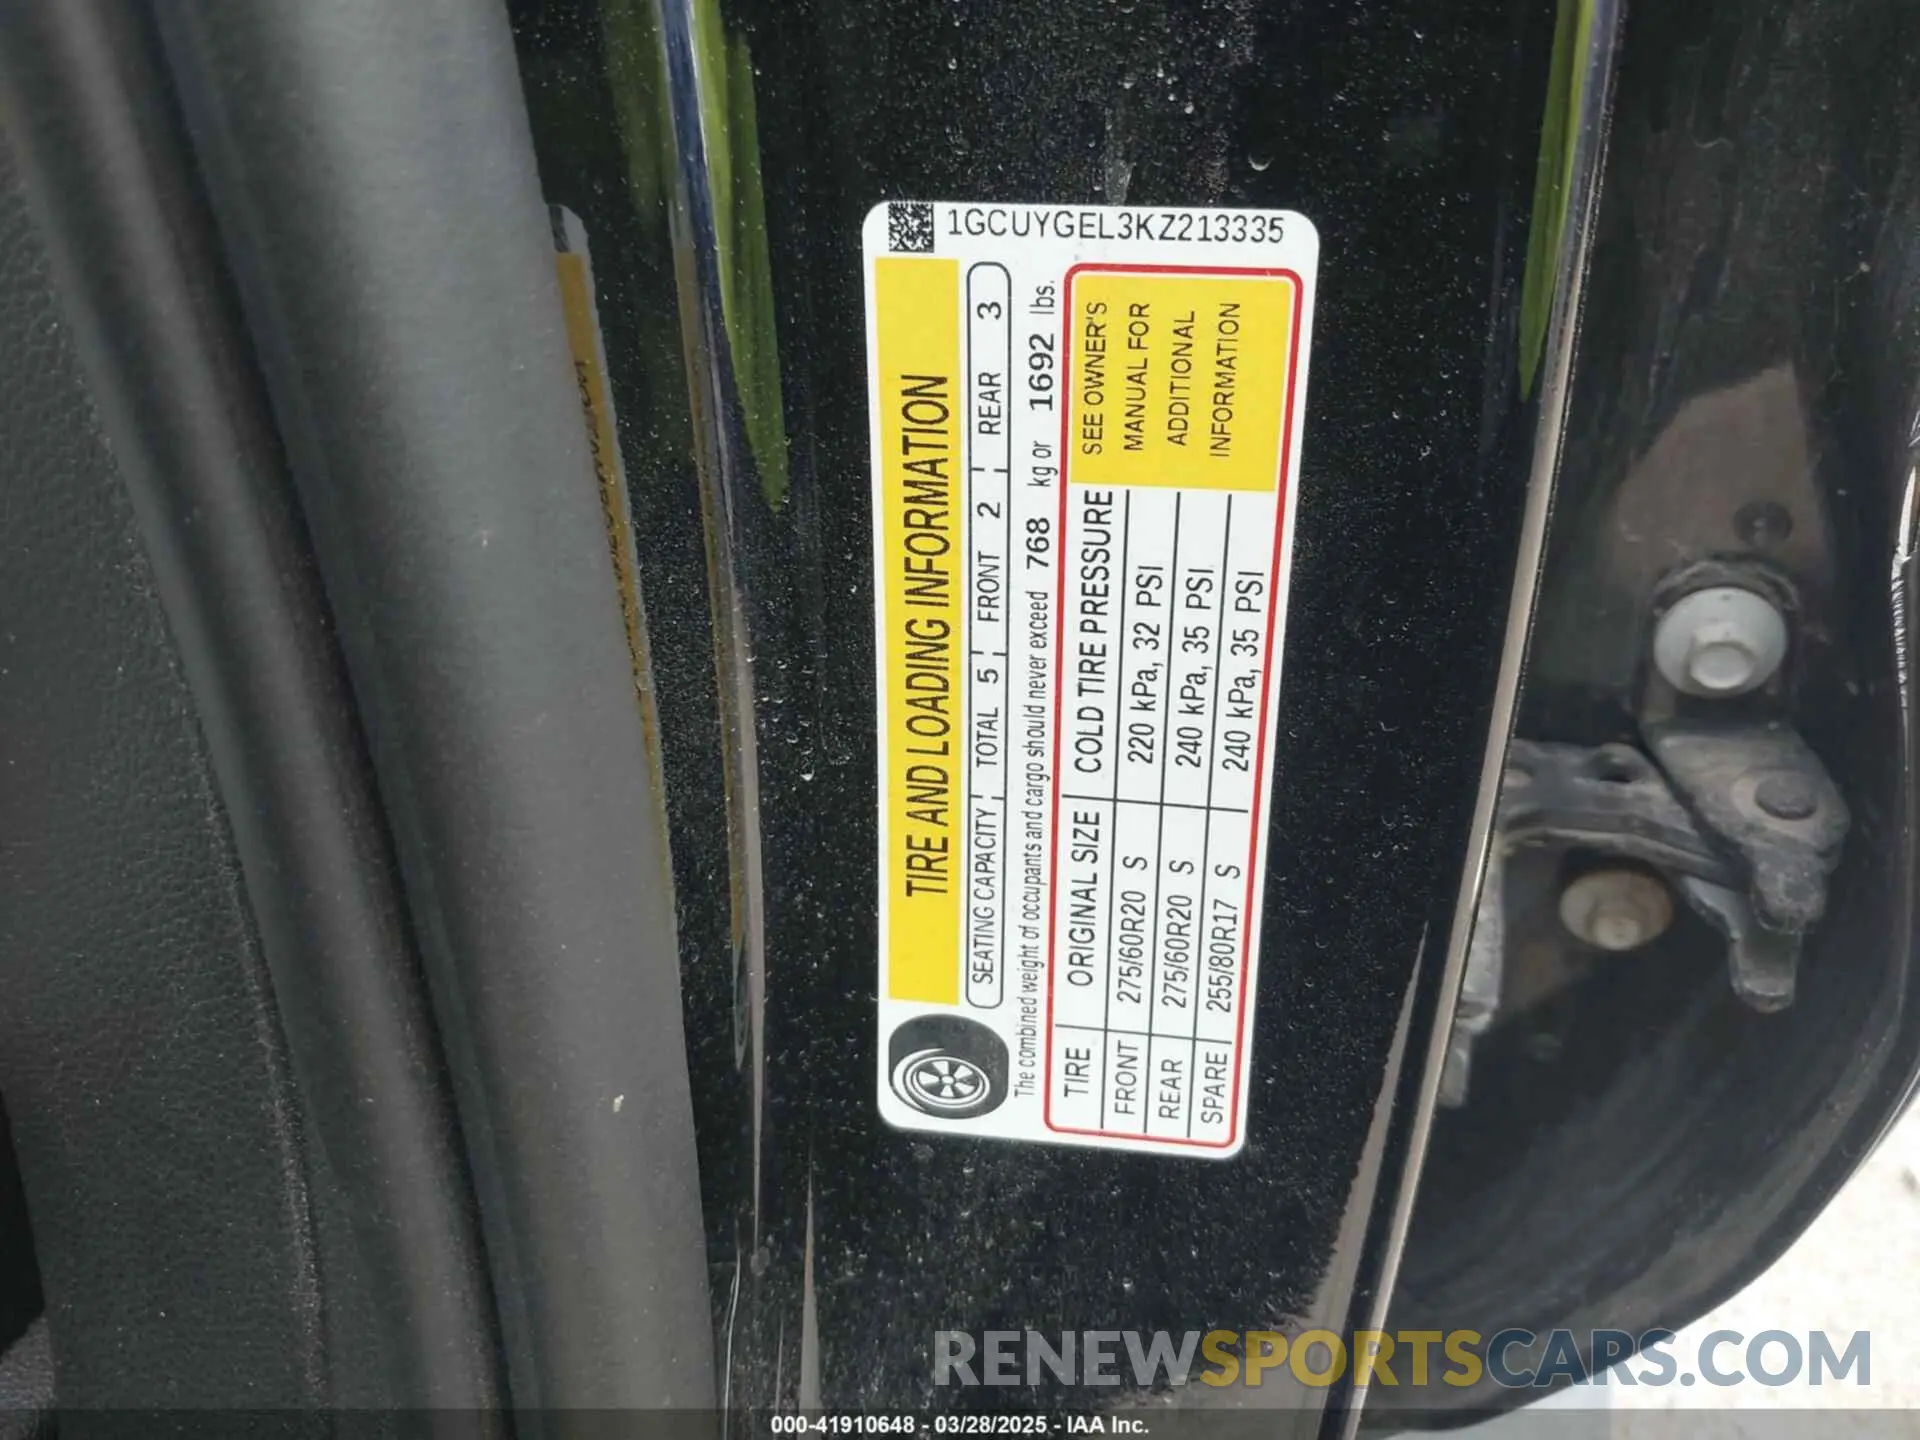 1GCUYGEL3KZ213335
TIRE AND LOADING INFORMATION
SEATING CAPACITY TOTAL 5 FRONT 2 REAR 3
The combined weight of occupants and cargo should never exceed 768 kg or 1692 lbs.
TIRE ORIGINAL SIZE COLD TIRE PRESSURE
FRONT 275/60R20 S 220 kPa, 32 PSI
REAR 275/60R20 S 240 kPa, 35 PSI
SPARE 255/80R17 S 240 kPa, 35 PSI
SEE OWNER'S
MANUAL FOR
ADDITIONAL
INFORMATION
RENEWSPORTSCARS.COM
000-41910648 - 03/28/2025 - IAA Inc.